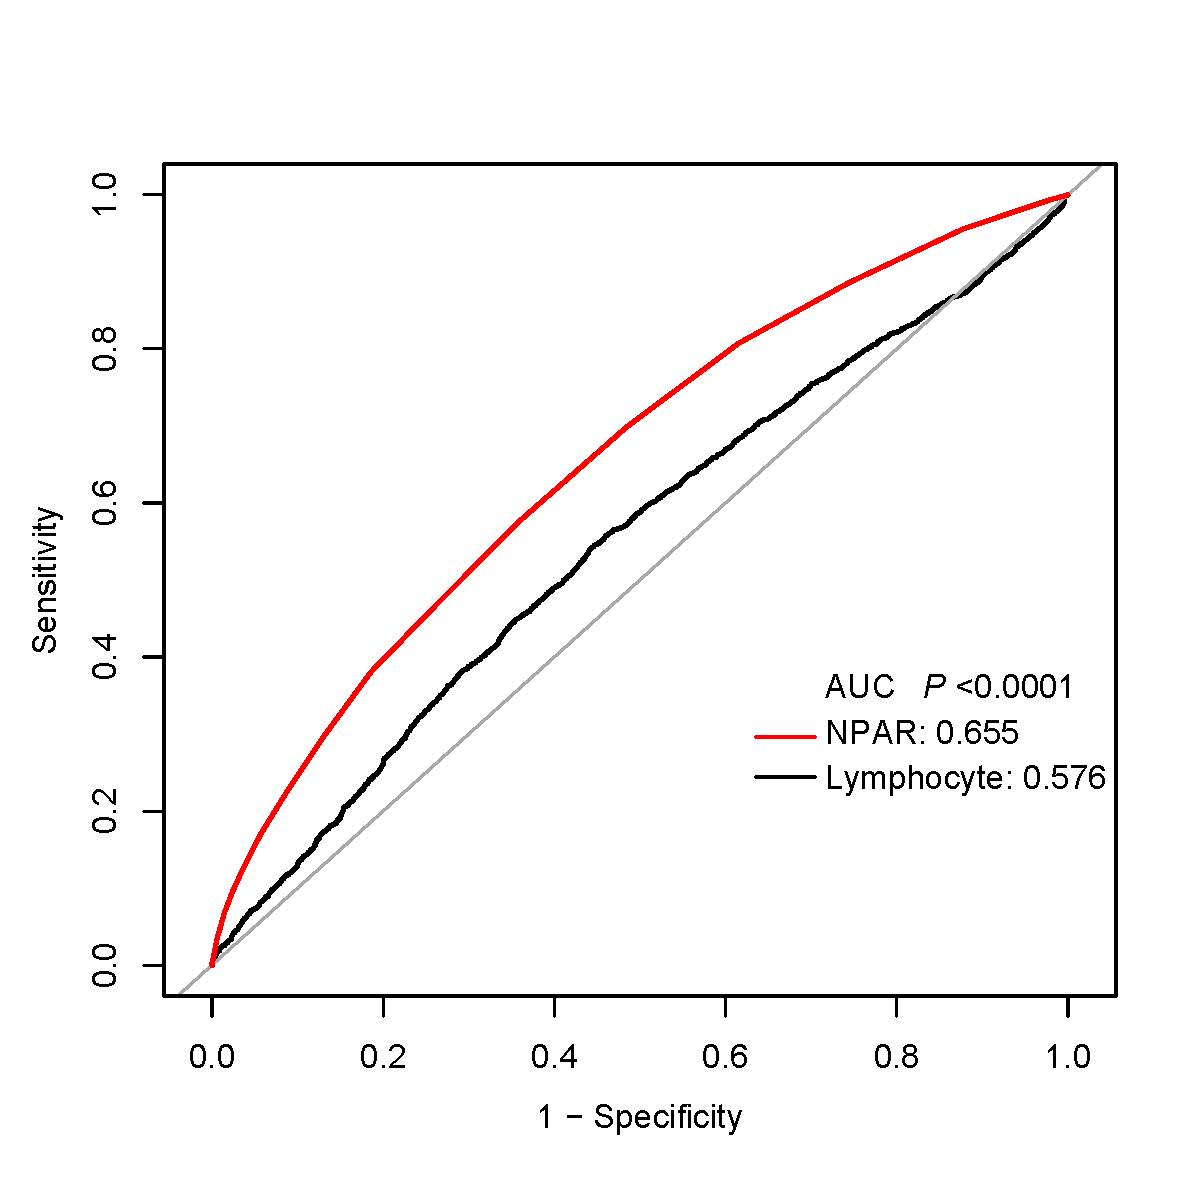 1.0
0.8
0.6
0.4
0.2
0.0
Sensitivity
AUC P <0.0001
NPAR: 0.655
Lymphocyte: 0.576
0.0 0.2 0.4 0.6 0.8 1.0
1 − Specificity